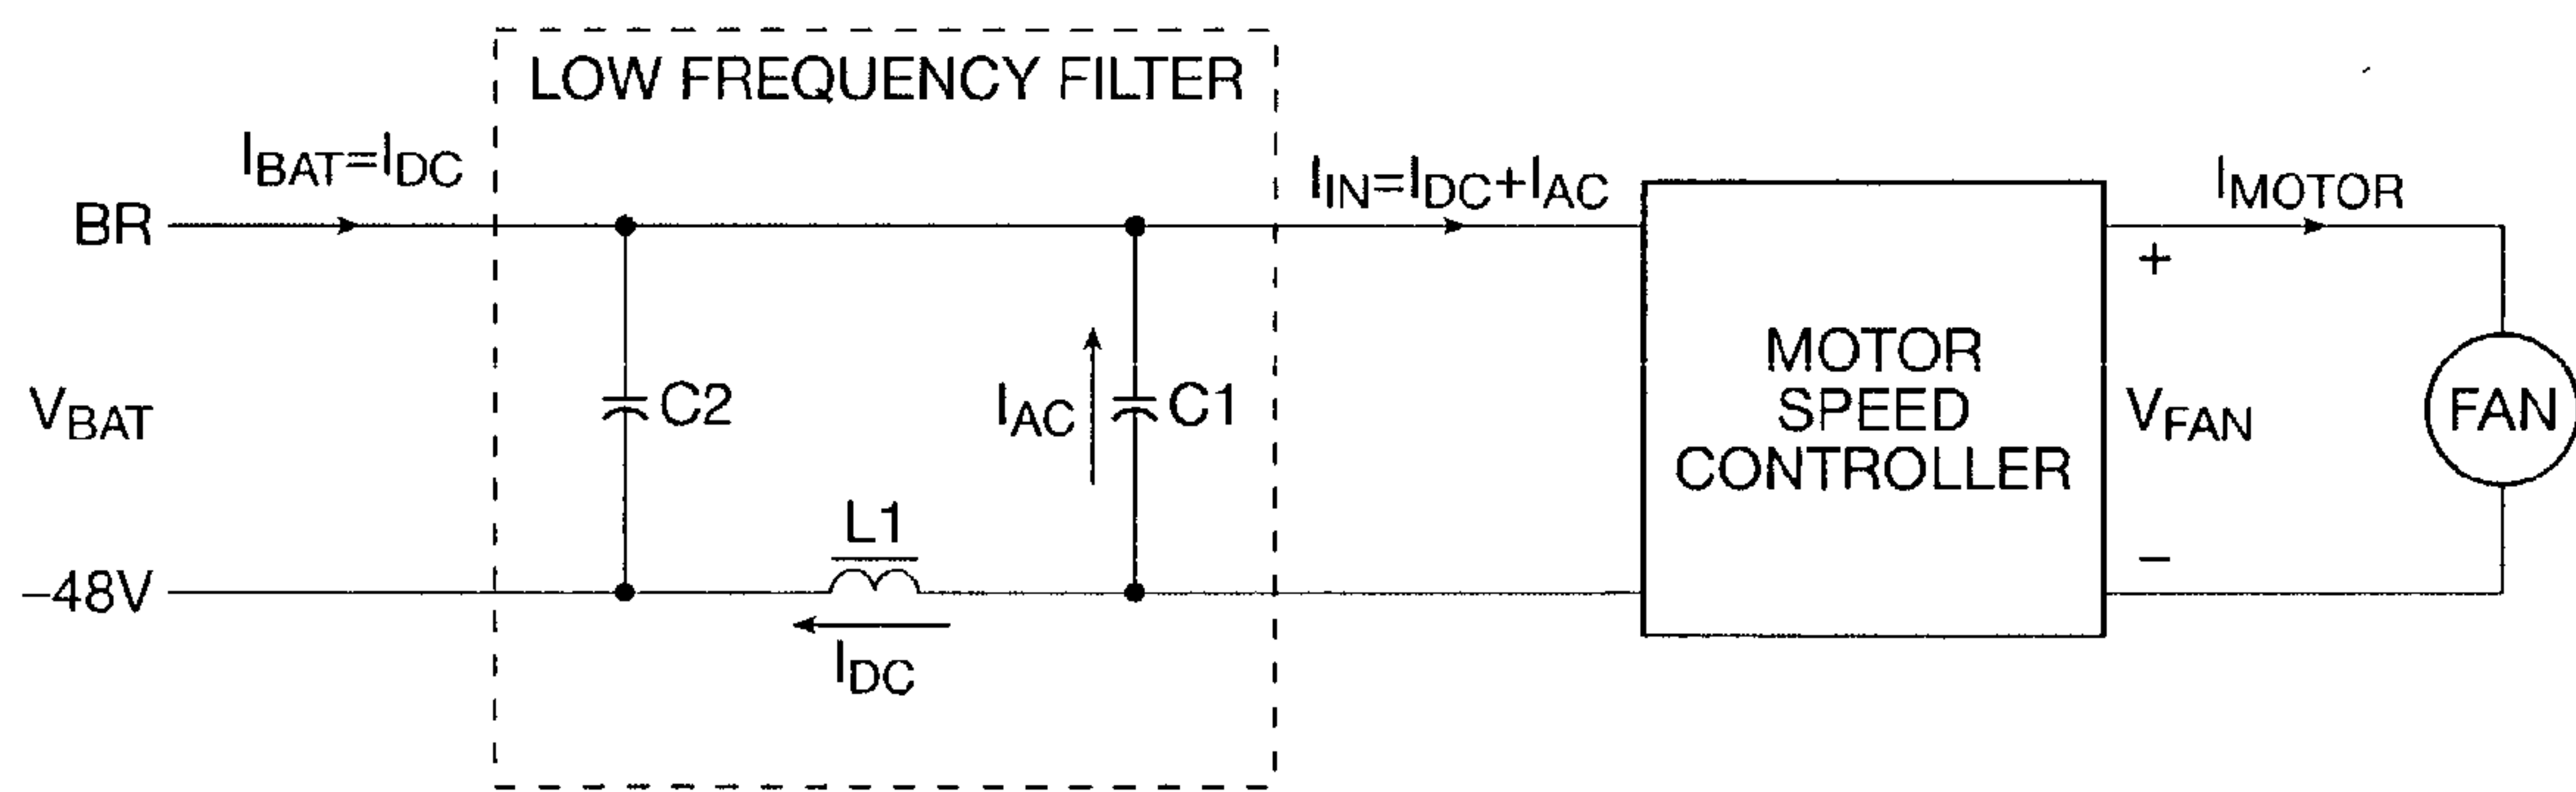 LOW FREQUENCY FILTER
IBAT=IDC
IIN=IDC+IAC
IMOTOR
BR
+
MOTOR
SPEED
CONTROLLER
VBAT
C2
IAC
C1
VFAN
FAN
L1
–
–48V
IDC